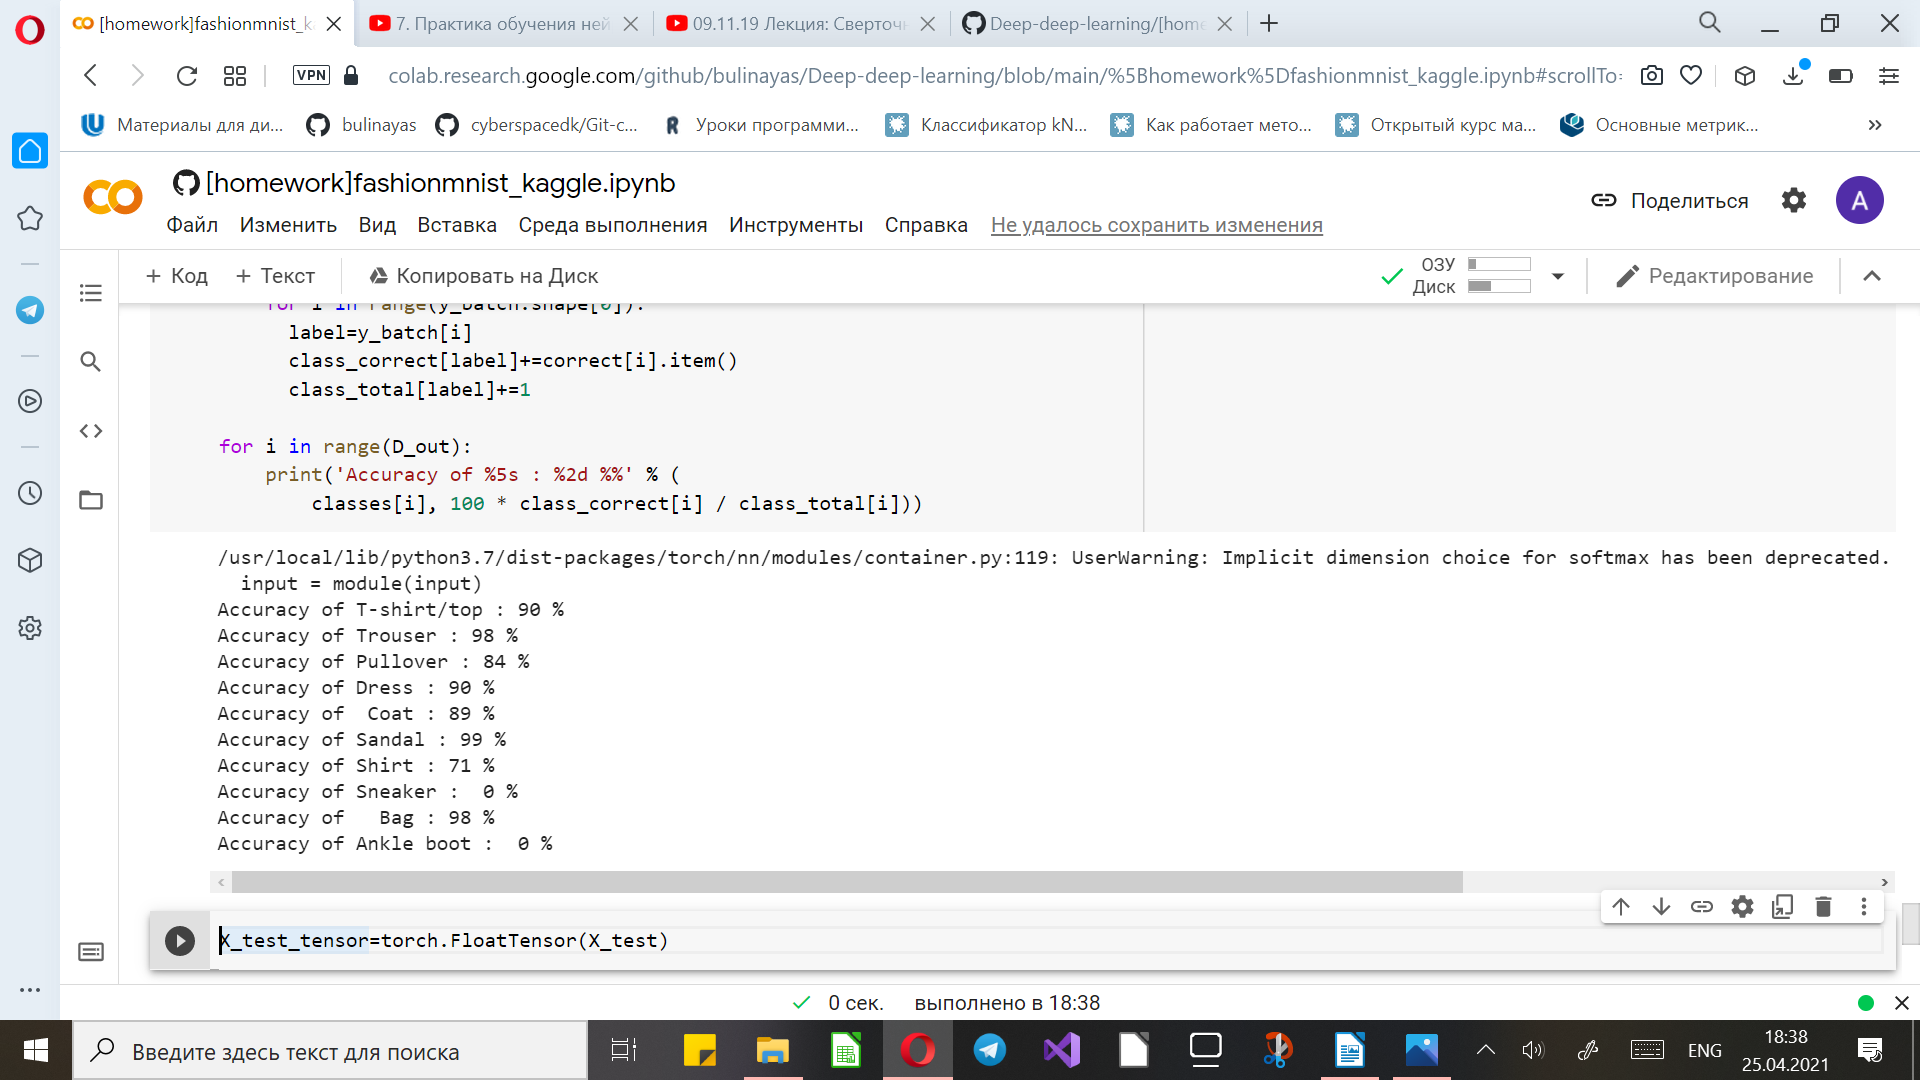 [homework]fashionmnist_k
7. Практика обучения ней
09.11.19 Лекция: Сверточ
Deep-deep-learning/[hom
VPN
colab.research.google.com/github/bulinayas/Deep-deep-learning/blob/main/%5Bhomework%5Dfashionmnist_kaggle.ipynb#scrollTo=
Материалы для ди...
bulinayas
cyberspacedk/Git-c...
Уроки программи...
Классификатор kN...
Как работает мето...
Открытый курс ма...
Основные метрик...
[homework]fashionmnist_kaggle.ipynb
Файл Изменить Вид Вставка Среда выполнения Инструменты Справка Не удалось сохранить изменения
Поделиться
A
+ Код + Текст Копировать на Диск
ОЗУ
Диск
Редактирование
for i in range(y_batch.shape[0]):
label=y_batch[i]
class_correct[label]+=correct[i].item()
class_total[label]+=1
for i in range(D_out):
print('Accuracy of %5s : %2d %%' % (
classes[i], 100 * class_correct[i] / class_total[i]))
/usr/local/lib/python3.7/dist-packages/torch/nn/modules/container.py:119: UserWarning: Implicit dimension choice for softmax has been deprecated.
input = module(input)
Accuracy of T-shirt/top : 90 %
Accuracy of Trouser : 98 %
Accuracy of Pullover : 84 %
Accuracy of Dress : 90 %
Accuracy of  Coat : 89 %
Accuracy of Sandal : 99 %
Accuracy of Shirt : 71 %
Accuracy of Sneaker :  0 %
Accuracy of   Bag : 98 %
Accuracy of Ankle boot :  0 %
X_test_tensor=torch.FloatTensor(X_test)
0 сек. выполнено в 18:38
Введите здесь текст для поиска
ENG
18:38
25.04.2021